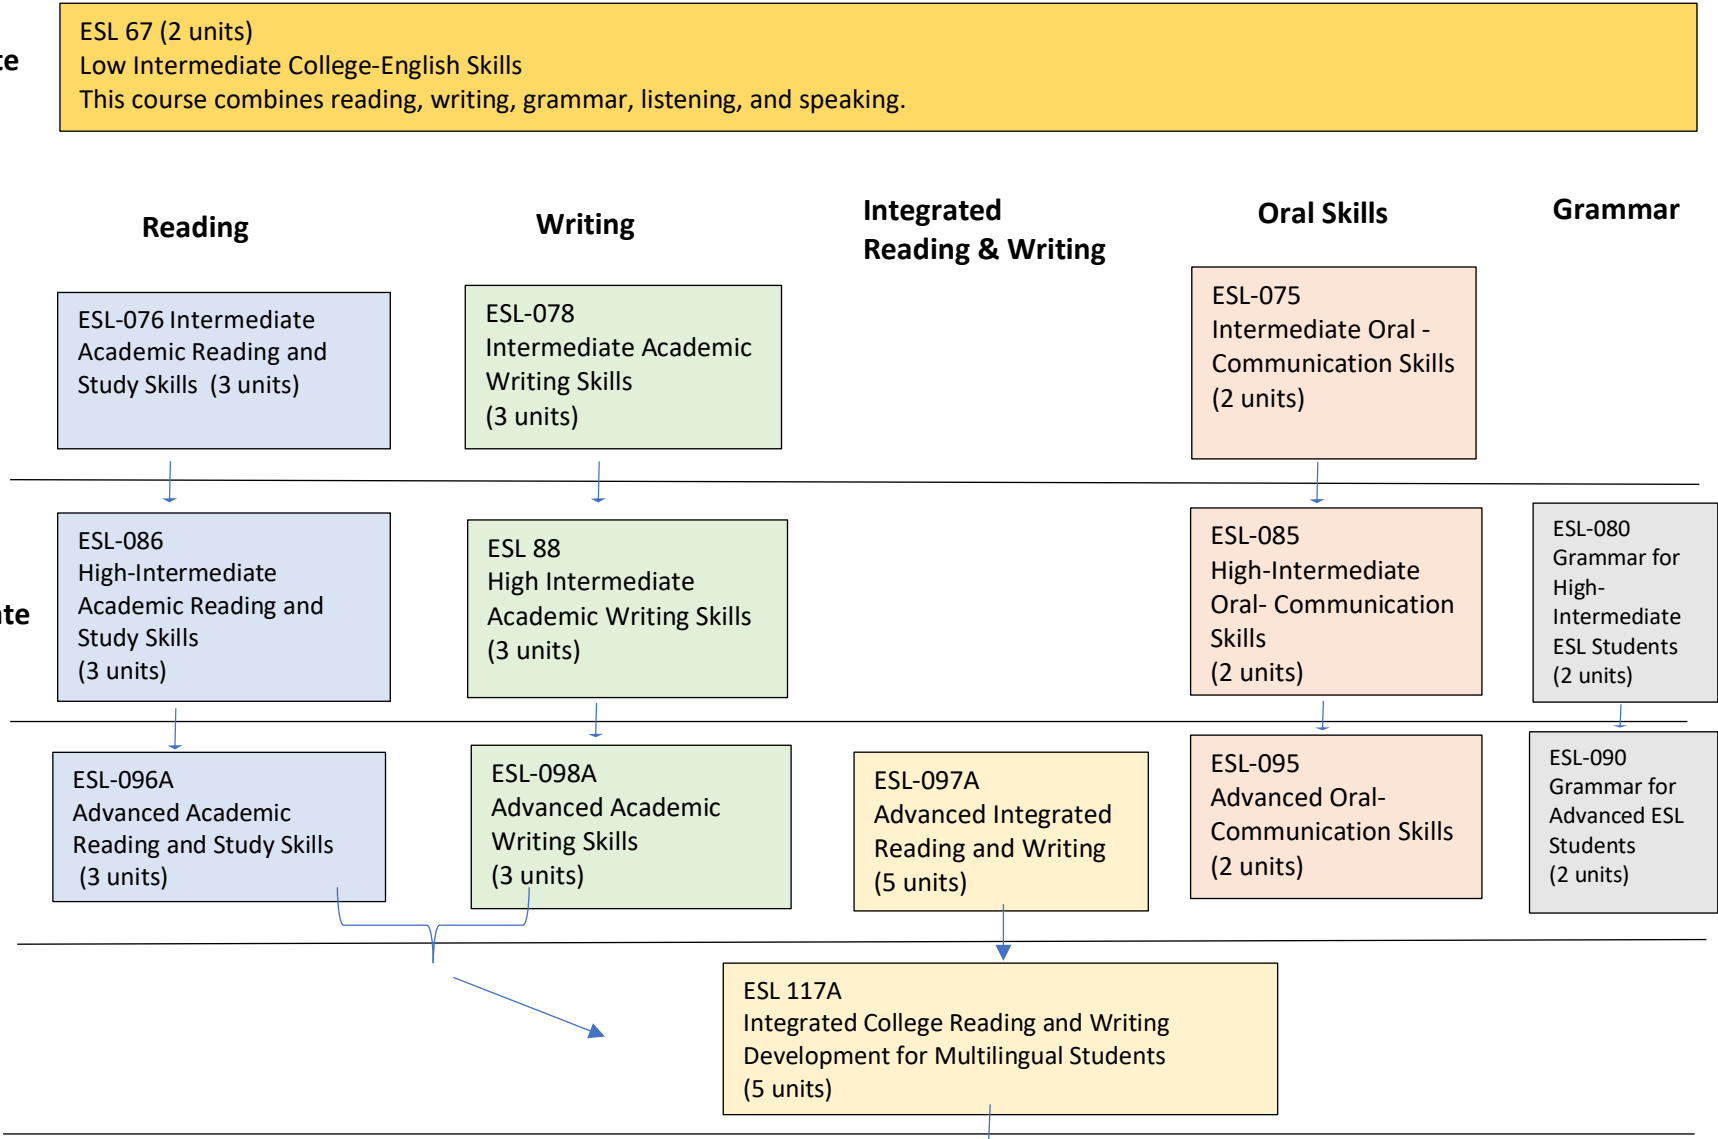 ESL 67 (2 units)
Low Intermediate College-English Skills
This course combines reading, writing, grammar, listening, and speaking.
Reading
Writing
Integrated
Reading & Writing
Oral Skills
Grammar
ESL-076 Intermediate
Academic Reading and
Study Skills (3 units)
ESL-078
Intermediate Academic
Writing Skills
(3 units)
ESL-075
Intermediate Oral -
Communication Skills
(2 units)
ESL-086
High-Intermediate
Academic Reading and
Study Skills
(3 units)
ESL 88
High Intermediate
Academic Writing Skills
(3 units)
ESL-085
High-Intermediate
Oral- Communication
Skills
(2 units)
ESL-080
Grammar for
High-
Intermediate
ESL Students
(2 units)
ESL-096A
Advanced Academic
Reading and Study Skills
(3 units)
ESL-098A
Advanced Academic
Writing Skills
(3 units)
ESL-097A
Advanced Integrated
Reading and Writing
(5 units)
ESL-095
Advanced Oral-
Communication Skills
(2 units)
ESL-090
Grammar for
Advanced ESL
Students
(2 units)
ESL 117A
Integrated College Reading and Writing
Development for Multilingual Students
(5 units)